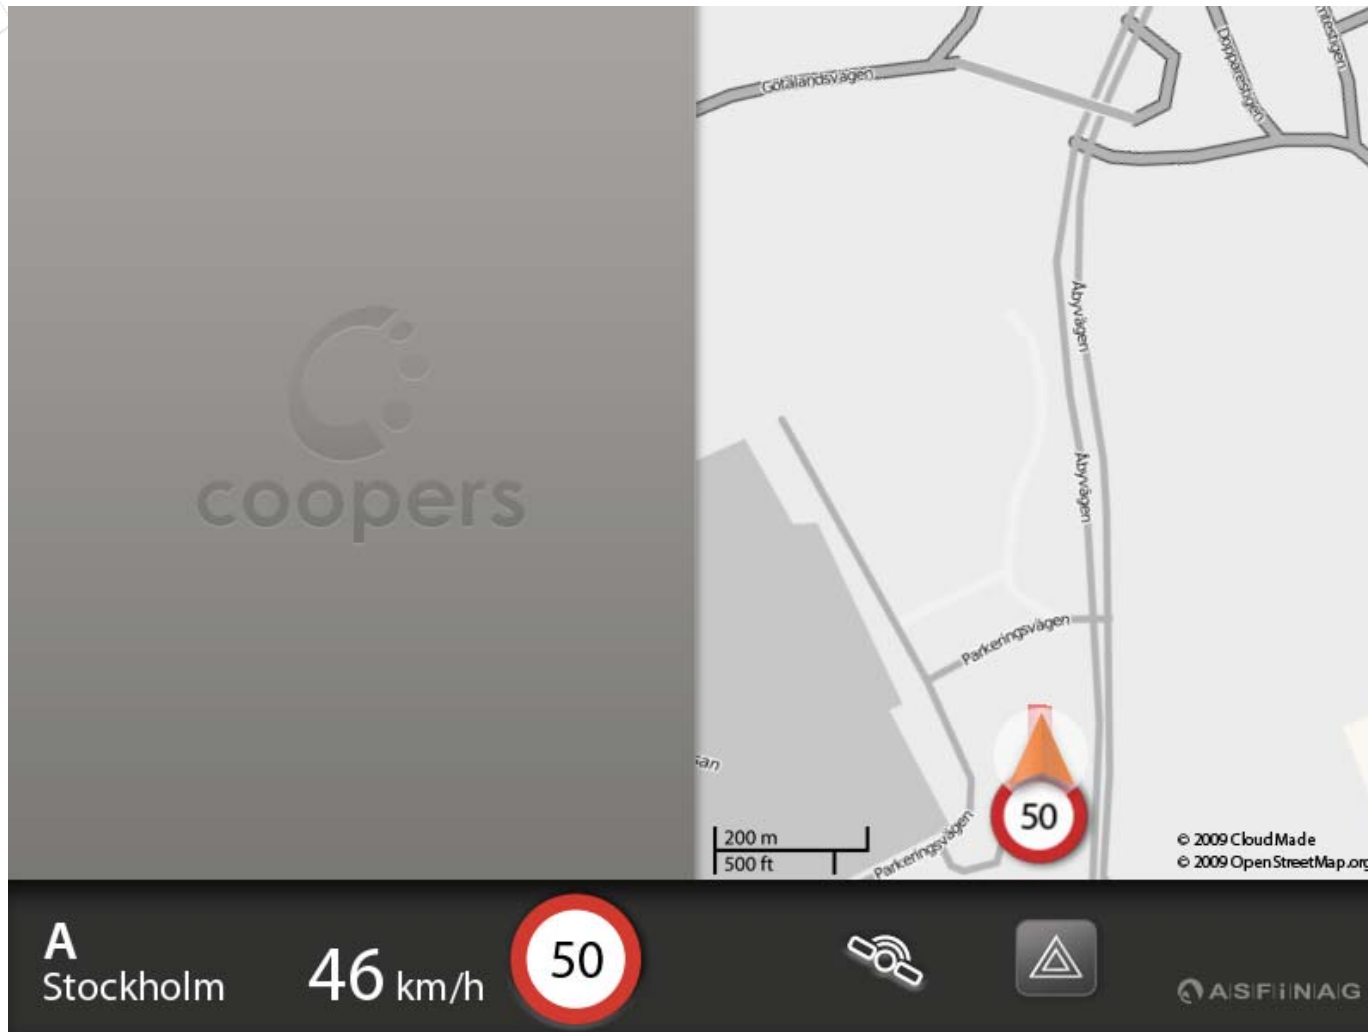 coopers
Götalandsvägen
Dopparestigen
Åbyvägen
Åbyvägen
Parkeringsvägen
Parkeringsvägen
50
200 m
500 ft
© 2009 CloudMade
© 2009 OpenStreetMap.org
A
Stockholm
46 km/h
50
ASFiNAG